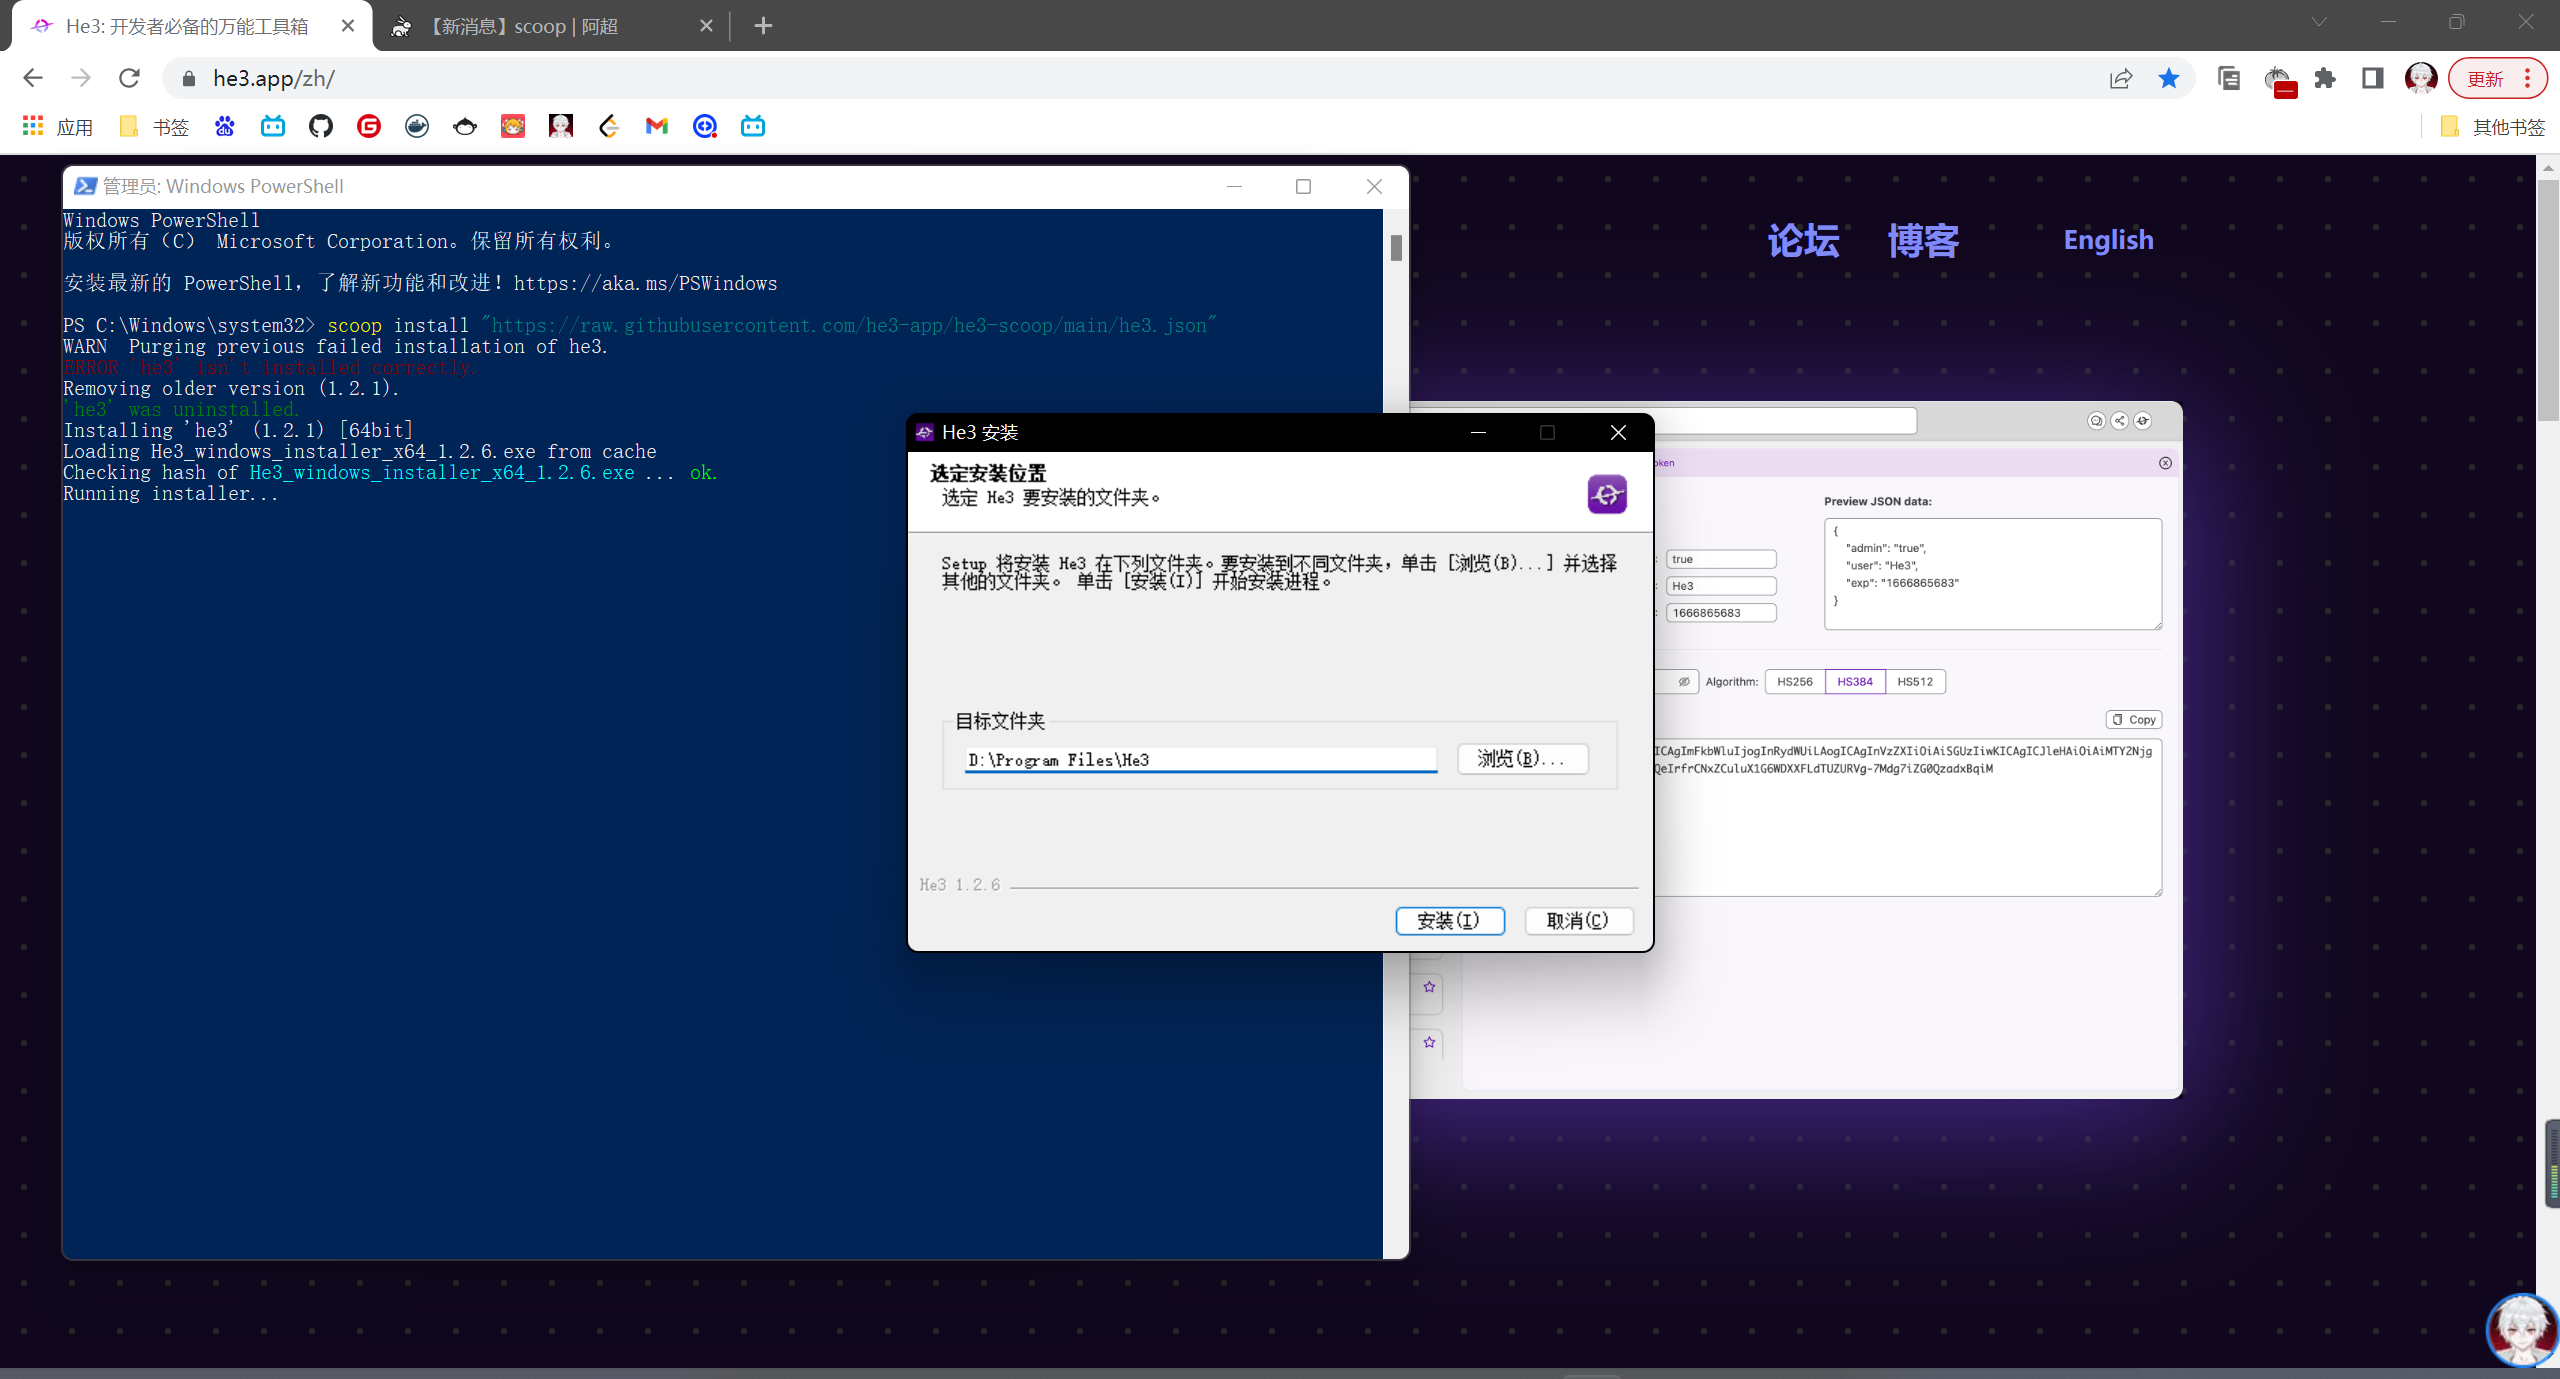 He3: 开发者必备的万能工具箱
【新消息】scoop | 阿超
he3.app/zh/
更新
应用
书签
其他书签
管理员: Windows PowerShell
Windows PowerShell
版权所有（C） Microsoft Corporation。保留所有权利。
安装最新的 PowerShell，了解新功能和改进！https://aka.ms/PSWindows
PS C:\Windows\system32> scoop install "https://raw.githubusercontent.com/he3-app/he3-scoop/main/he3.json"
WARN  Purging previous failed installation of he3.
ERROR 'he3' isn't installed correctly.
Removing older version (1.2.1).
'he3' was uninstalled.
Installing 'he3' (1.2.1) [64bit]
Loading He3_windows_installer_x64_1.2.6.exe from cache
Checking hash of He3_windows_installer_x64_1.2.6.exe ... ok.
Running installer...
论坛
博客
English
He3 安装
选定安装位置
选定 He3 要安装的文件夹。
Setup 将安装 He3 在下列文件夹。要安装到不同文件夹，单击 [浏览(B)...] 并选择
其他的文件夹。 单击 [安装(I)] 开始安装进程。
目标文件夹
D:\Program Files\He3
浏览(B)...
He3 1.2.6
安装(I)
取消(C)
Preview JSON data:
{
"admin": "true",
"user": "He3",
"exp": "1666865683"
}
true
He3
1666865683
Algorithm:
HS256
HS384
HS512
Copy
ICAgImFkbWluIjogInRydWUiLAogICAgInVzZXIiOiAiSGUzIiwKICAgICJleHAiOiAiMTY2Njg
QeIrfrCNxZCuluX1G6WDXXFLdTUZURVg-7Mdg7iZG0QzadxBqiM